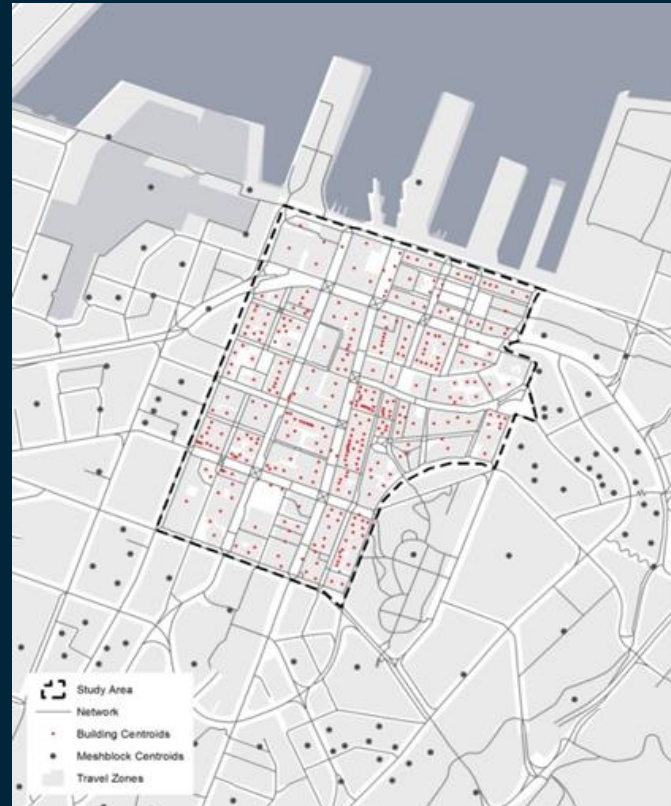 Study Area
Network
Building Centroids
Meshblock Centroids
Travel Zones